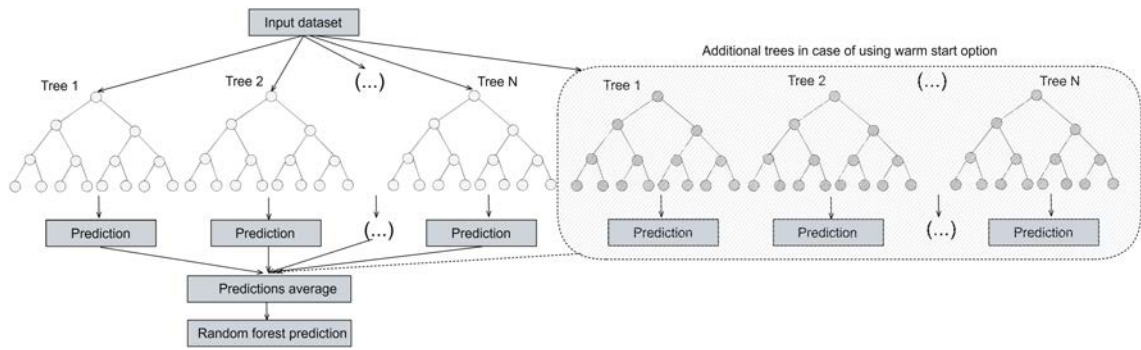 Input dataset
Additional trees in case of using warm start option
Tree 1
Tree 2
(...)
Tree N
Tree 1
Tree 2
(...)
Tree N
Prediction
Prediction
(...)
Prediction
Prediction
Prediction
(...)
Prediction
Predictions average
Random forest prediction